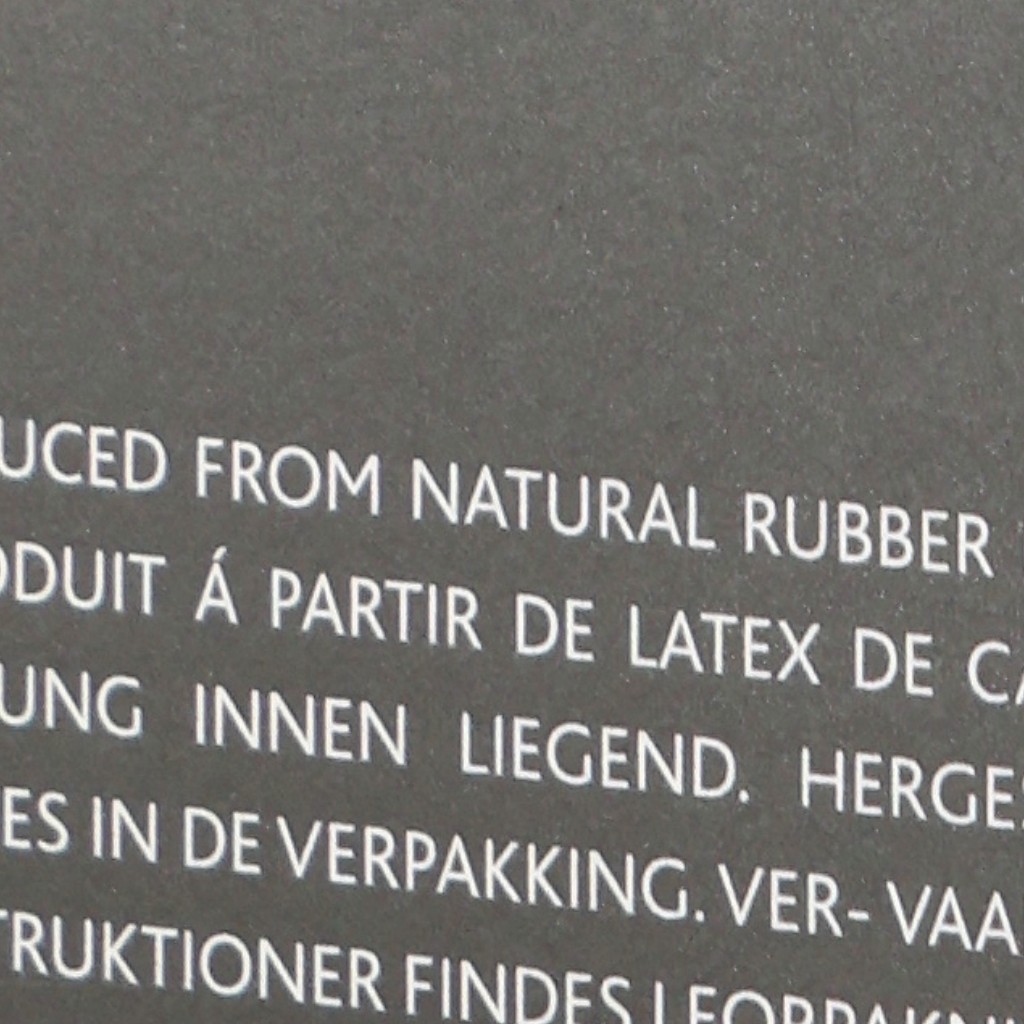 UCED FROM NATURAL RUBBER
ODUIT Á PARTIR DE LATEX DE CA
UNG INNEN LIEGEND. HERGES
ES IN DE VERPAKKING. VER- VAA
TRUKTIONER FINDES I